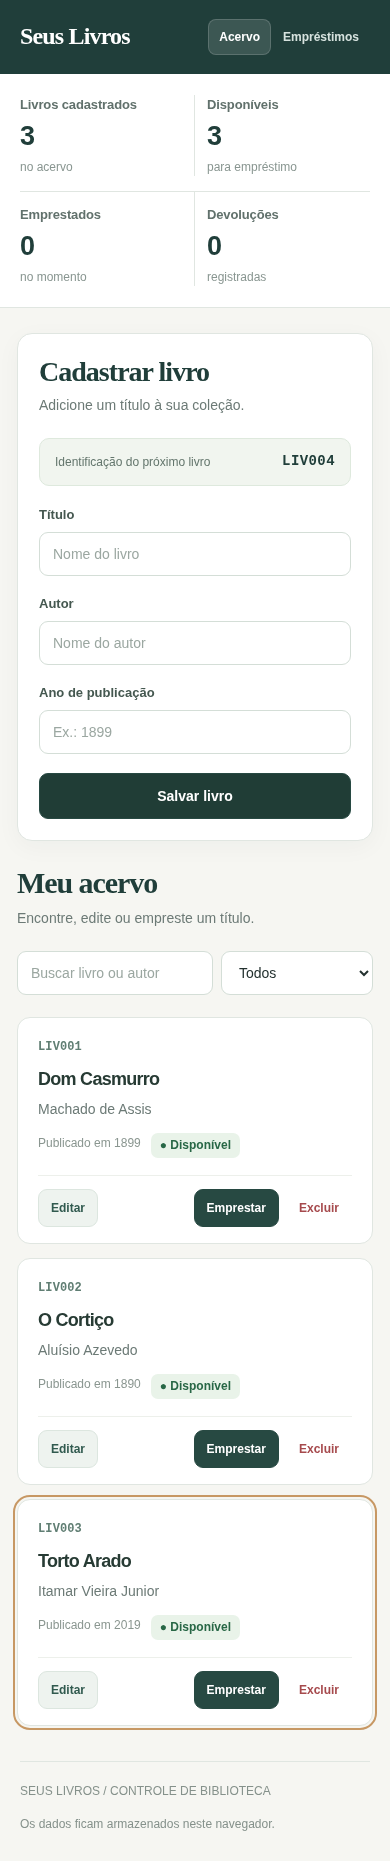 Seus Livros
Acervo Empréstimos
Livros cadastrados
3
no acervo
Disponíveis
3
para empréstimo
Emprestados
0
no momento
Devoluções
0
registradas
Cadastrar livro
Adicione um título à sua coleção.
Identificação do próximo livro LIV004
Título
Nome do livro
Autor
Nome do autor
Ano de publicação
Ex.: 1899
Salvar livro
Meu acervo
Encontre, edite ou empreste um título.
Buscar livro ou autor Todos
LIV001
Dom Casmurro
Machado de Assis
Publicado em 1899 ● Disponível
Editar Emprestar Excluir
LIV002
O Cortiço
Aluísio Azevedo
Publicado em 1890 ● Disponível
Editar Emprestar Excluir
LIV003
Torto Arado
Itamar Vieira Junior
Publicado em 2019 ● Disponível
Editar Emprestar Excluir
SEUS LIVROS / CONTROLE DE BIBLIOTECA
Os dados ficam armazenados neste navegador.